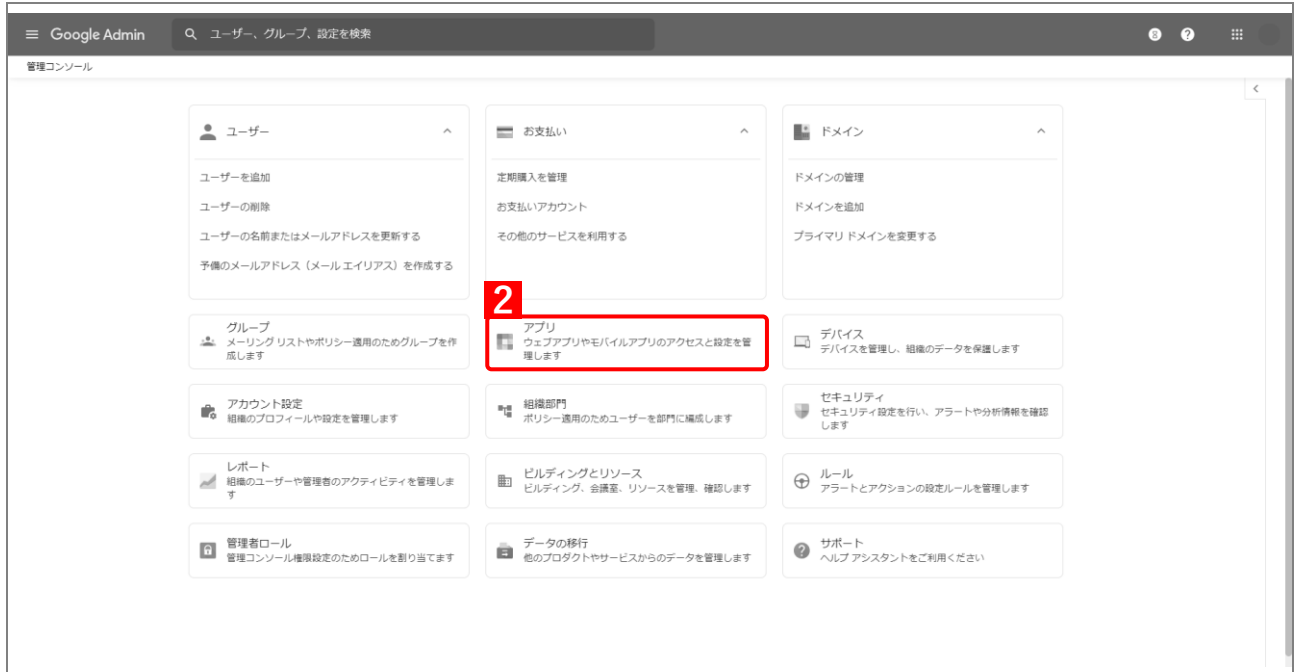 Google Admin
ユーザー、グループ、設定を検索
管理コンソール
ユーザー
ユーザーを追加
ユーザーの削除
ユーザーの名前またはメールアドレスを更新する
予備のメールアドレス（メール エイリアス）を作成する
お支払い
定期購入を管理
お支払いアカウント
その他のサービスを利用する
ドメイン
ドメインの管理
ドメインを追加
プライマリ ドメインを変更する
グループ
メーリング リストやポリシー適用のためグループを作
成します
2
アプリ
ウェブアプリやモバイルアプリのアクセスと設定を管
理します
デバイス
デバイスを管理し、組織のデータを保護します
アカウント設定
組織のプロフィールや設定を管理します
組織部門
ポリシー適用のためユーザーを部門に編成します
セキュリティ
セキュリティ設定を行い、アラートや分析情報を確認
します
レポート
組織のユーザーや管理者のアクティビティを管理しま
す
ビルディングとリソース
ビルディング、会議室、リソースを管理、確認します
ルール
アラートとアクションの設定ルールを管理します
管理者ロール
管理コンソール権限設定のためロールを割り当てます
データの移行
他のプロダクトやサービスからのデータを管理します
サポート
ヘルプ アシスタントをご利用ください